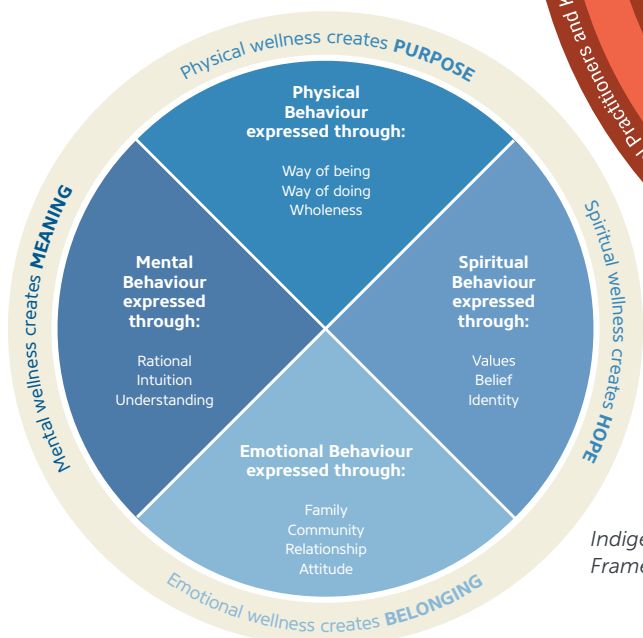 Physical wellness creates PURPOSE
Practitioners and
Physical
Behaviour
expressed through:
Way of being
Way of doing
Wholeness
Mental wellness creates MEANING
Mental
Behaviour
expressed
through:
Rational
Intuition
Understanding
Spiritual
Behaviour
expressed
through:
Values
Belief
Identity
Spiritual wellness creates HOPE
Emotional Behaviour
expressed through:
Family
Community
Relationship
Attitude
Emotional wellness creates BELONGING